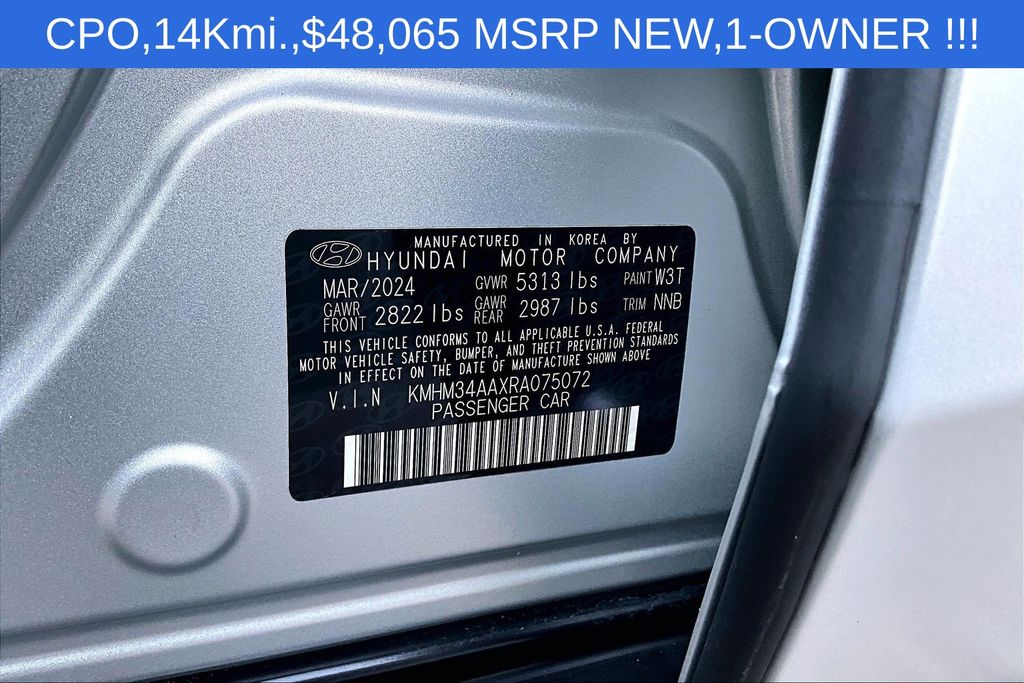 CPO,14Kmi.,$48,065 MSRP NEW,1-OWNER !!!
MANUFACTURED IN KOREA BY
HYUNDAI MOTOR COMPANY
MAR/2024 GVWR 5313 lbs PAINT W3T
GAWR FRONT 2822 lbs GAWR REAR 2987 lbs TRIM NNB
THIS VEHICLE CONFORMS TO ALL APPLICABLE U.S.A. FEDERAL
MOTOR VEHICLE SAFETY, BUMPER, AND THEFT PREVENTION STANDARDS
IN EFFECT ON THE DATE OF MANUFACTURE SHOWN ABOVE
V.I.N KMHM34AAXRA075072
PASSENGER CAR